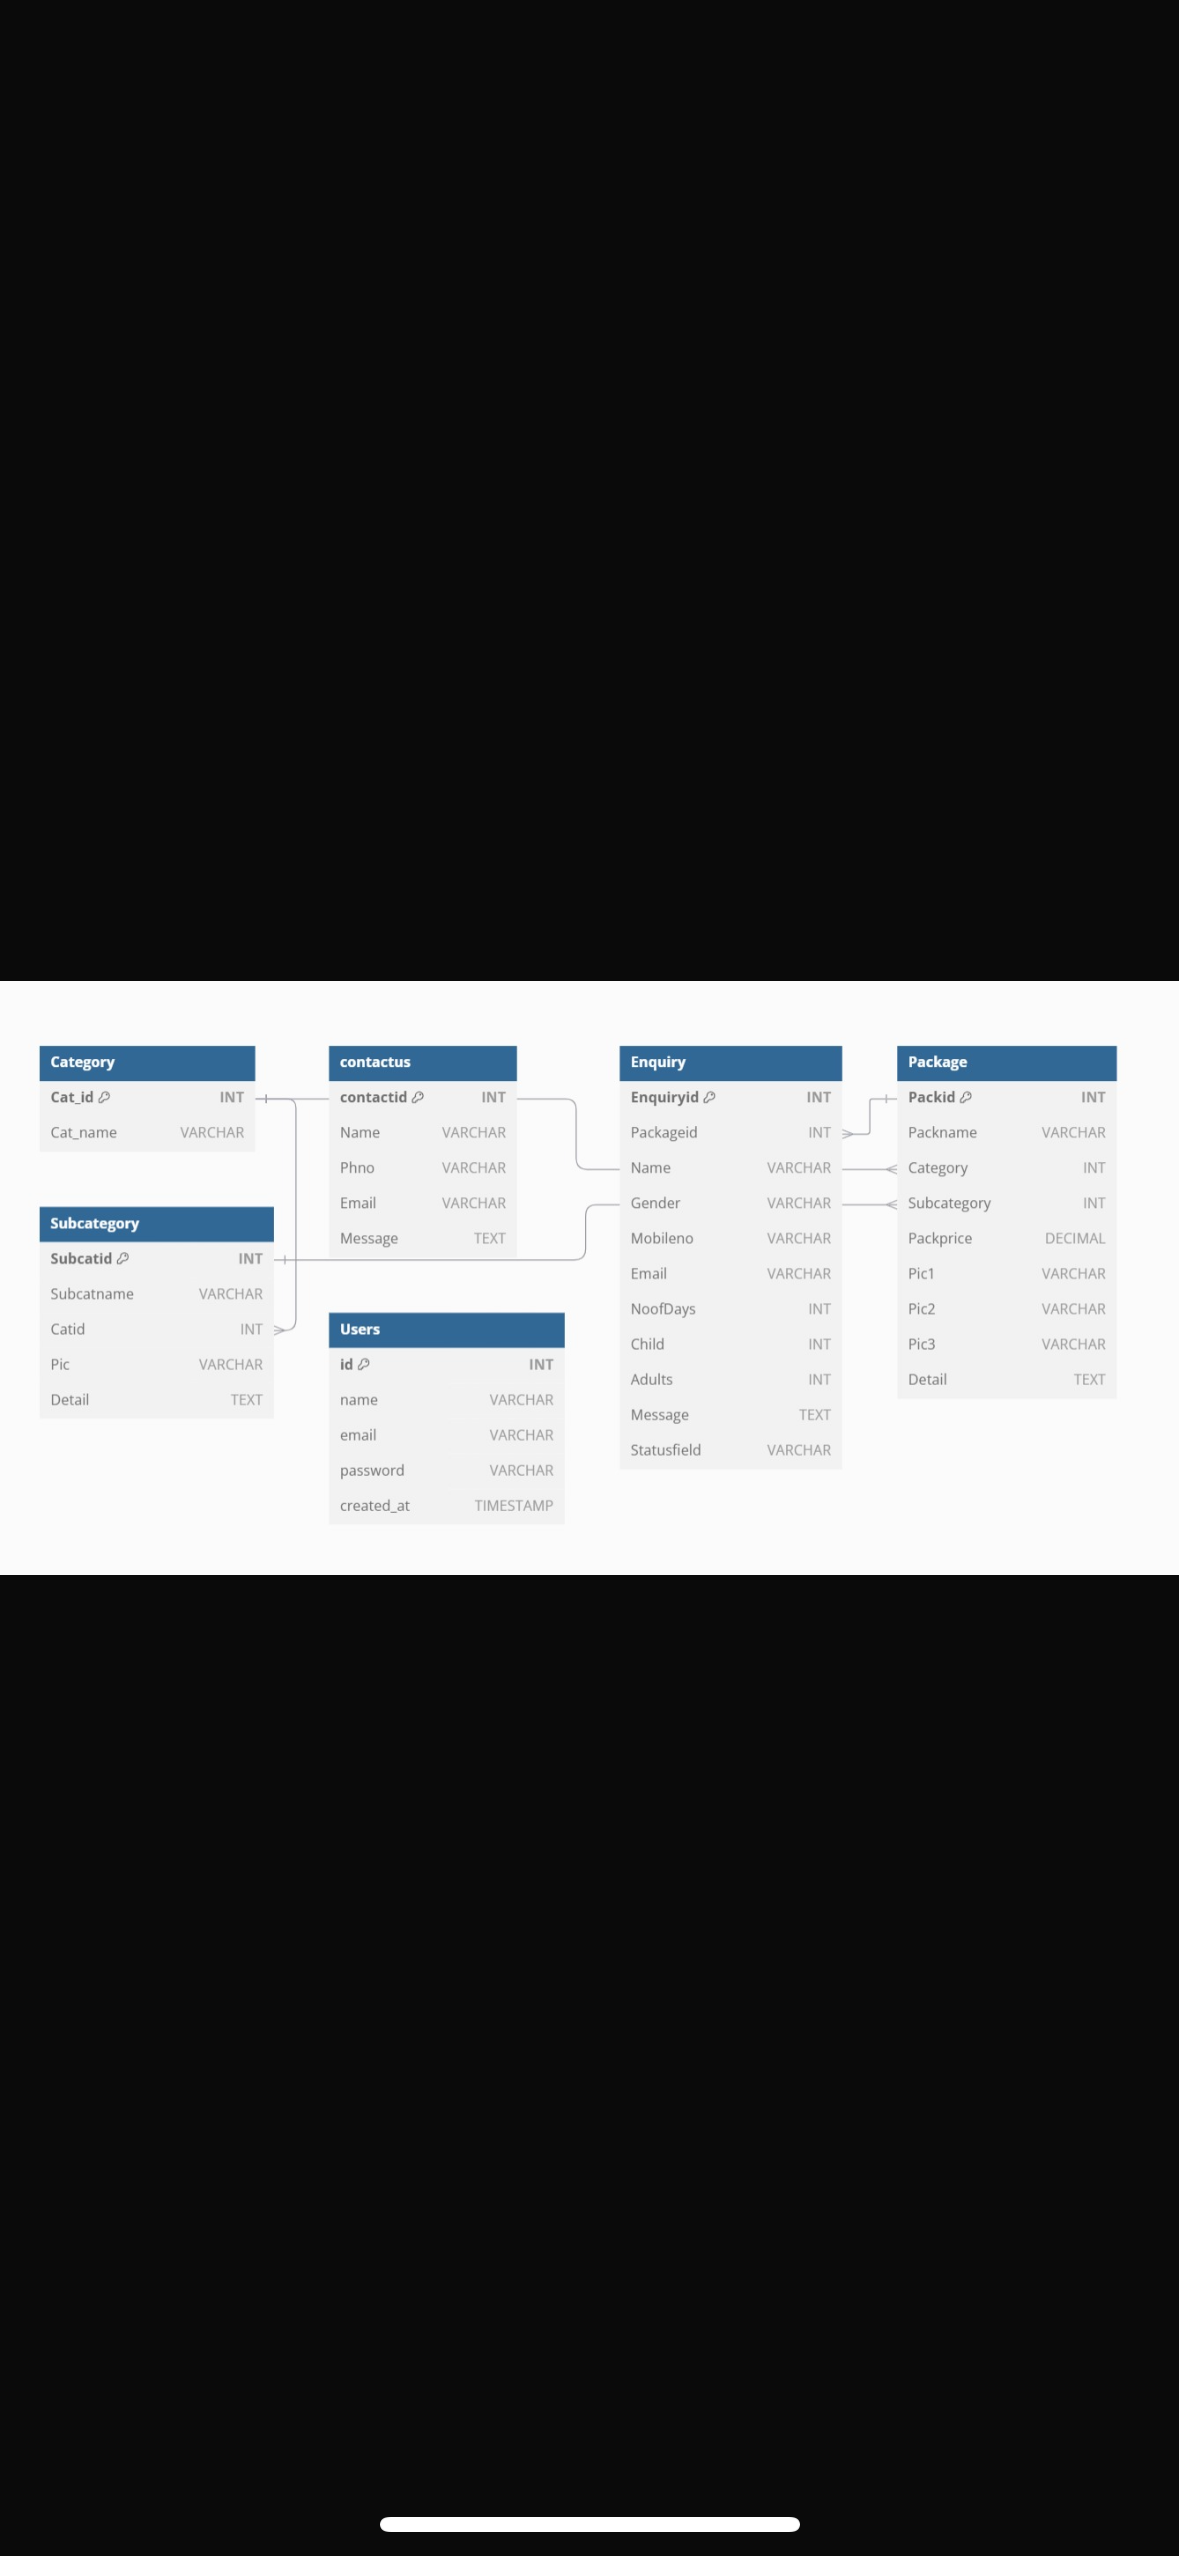 Category
Cat_id INT
Cat_name VARCHAR
Subcategory
Subcatid INT
Subcatname VARCHAR
Catid INT
Pic VARCHAR
Detail TEXT
contactus
contactid INT
Name VARCHAR
Phno VARCHAR
Email VARCHAR
Message TEXT
Users
id INT
name VARCHAR
email VARCHAR
password VARCHAR
created_at TIMESTAMP
Enquiry
Enquiryid INT
Packageid INT
Name VARCHAR
Gender VARCHAR
Mobileno VARCHAR
Email VARCHAR
NoofDays INT
Child INT
Adults INT
Message TEXT
Statusfield VARCHAR
Package
Packid INT
Packname VARCHAR
Category INT
Subcategory INT
Packprice DECIMAL
Pic1 VARCHAR
Pic2 VARCHAR
Pic3 VARCHAR
Detail TEXT